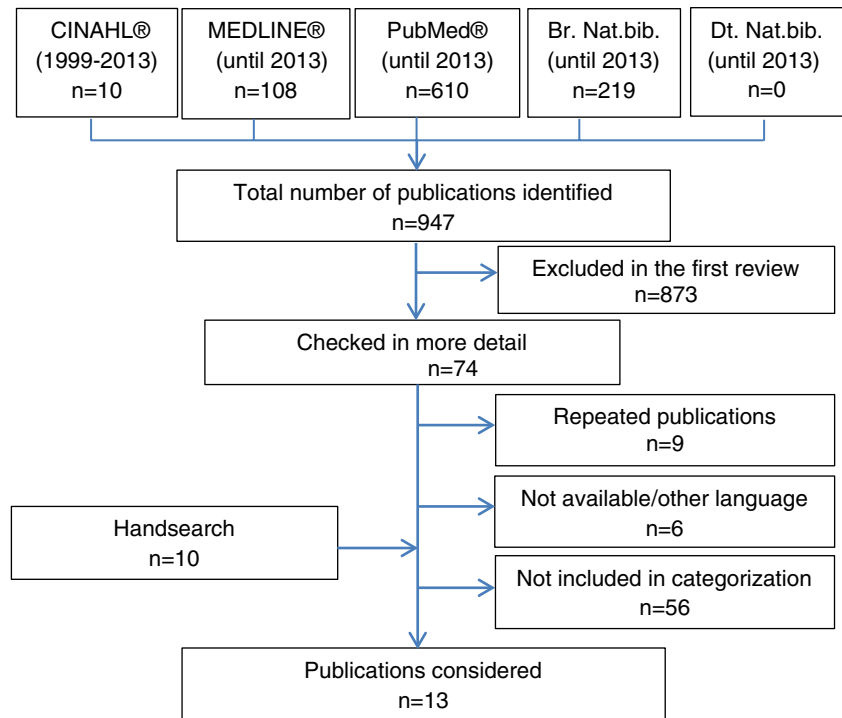 CINAHL®
(1999-2013)
n=10
MEDLINE®
(until 2013)
n=108
PubMed®
(until 2013)
n=610
Br. Nat.bib.
(until 2013)
n=219
Dt. Nat.bib.
(until 2013)
n=0
Total number of publications identified
n=947
Excluded in the first review
n=873
Checked in more detail
n=74
Repeated publications
n=9
Not available/other language
n=6
Handsearch
n=10
Not included in categorization
n=56
Publications considered
n=13